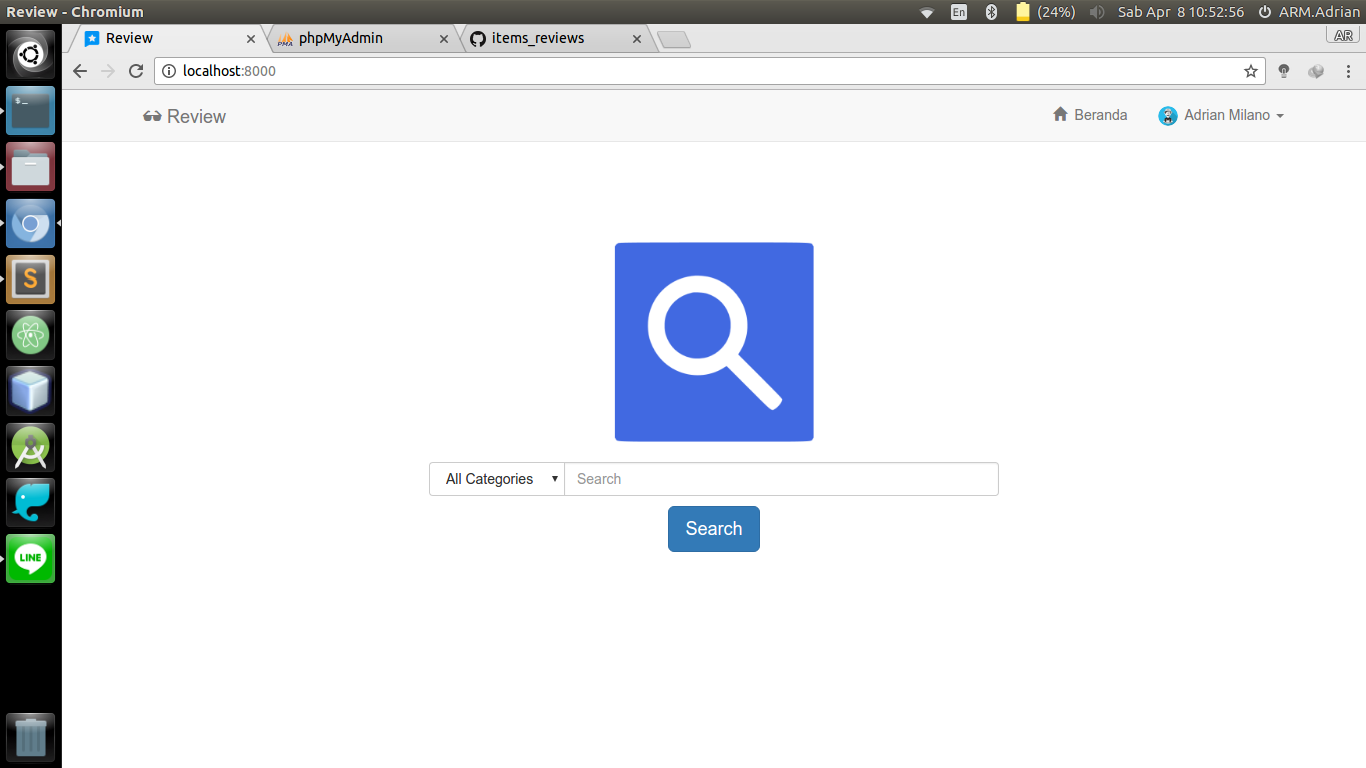 Review - Chromium
En
(24%)
Sab Apr 8 10:52:56
ARM.Adrian
Review
PMA
phpMyAdmin
items_reviews
AR
localhost:8000
Review
Beranda
Adrian Milano
$_
S
LINE
All Categories
Search
Search